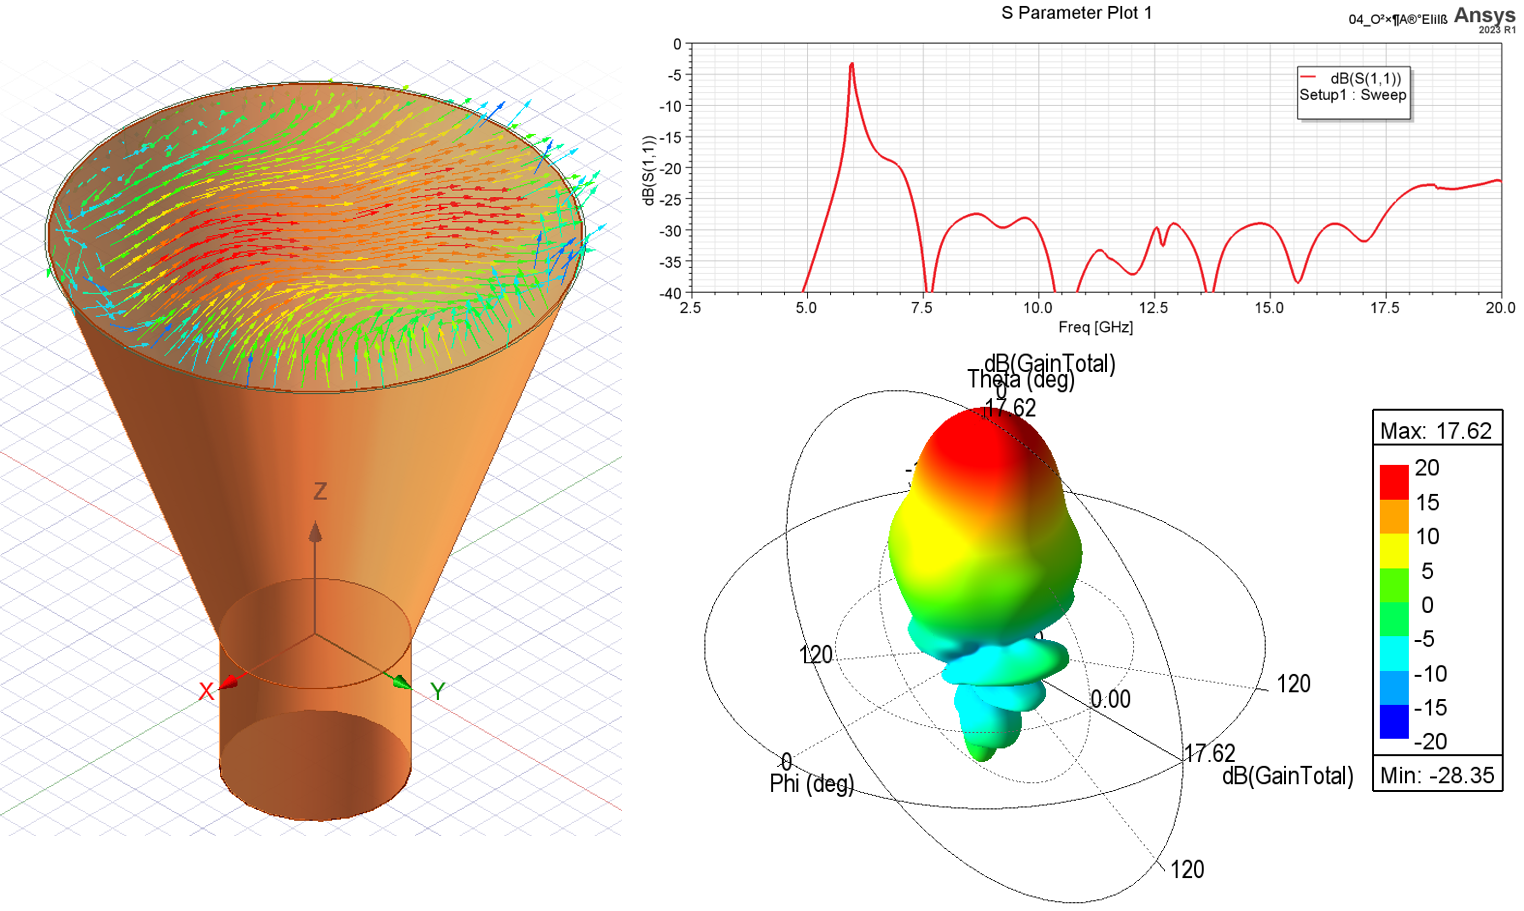 S Parameter Plot 1
Ansys
2023 R1
Z
X
Y
dB(S(1,1))
0
-5
-10
-15
-20
-25
-30
-35
-40
dB(S(1,1))
Setup1 : Sweep
2.5 5.0 7.5 10.0 12.5 15.0 17.5 20.0
Freq [GHz]
dB(GainTotal)
Theta (deg)
0
17.62
120
0.00
120
0
Phi (deg)
17.62
dB(GainTotal)
120
Max: 17.62
20
15
10
5
0
-5
-10
-15
-20
Min: -28.35